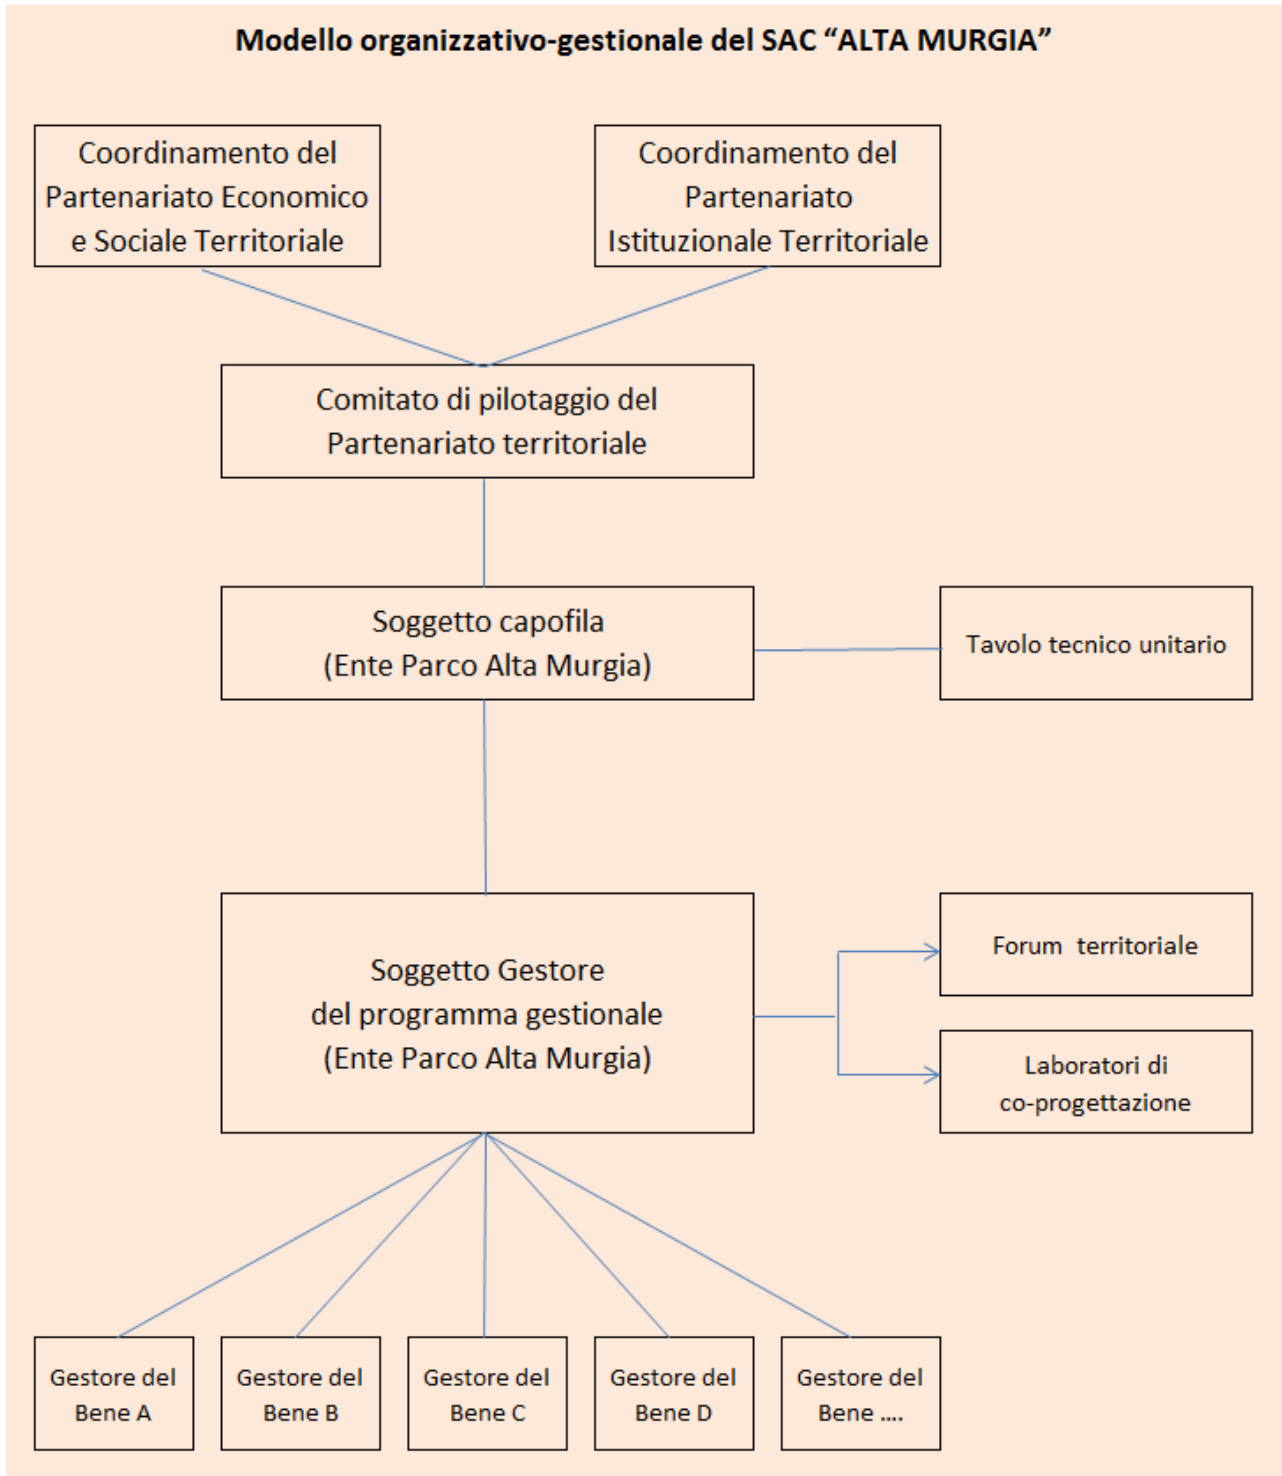 Modello organizzativo-gestionale del SAC “ALTA MURGIA”
Coordinamento del
Partenariato Economico
e Sociale Territoriale
Coordinamento del
Partenariato
Istituzionale Territoriale
Comitato di pilotaggio del
Partenariato territoriale
Soggetto capofila
(Ente Parco Alta Murgia)
Tavolo tecnico unitario
Soggetto Gestore
del programma gestionale
(Ente Parco Alta Murgia)
Forum territoriale
Laboratori di
co-progettazione
Gestore del
Bene A
Gestore del
Bene B
Gestore del
Bene C
Gestore del
Bene D
Gestore del
Bene ….